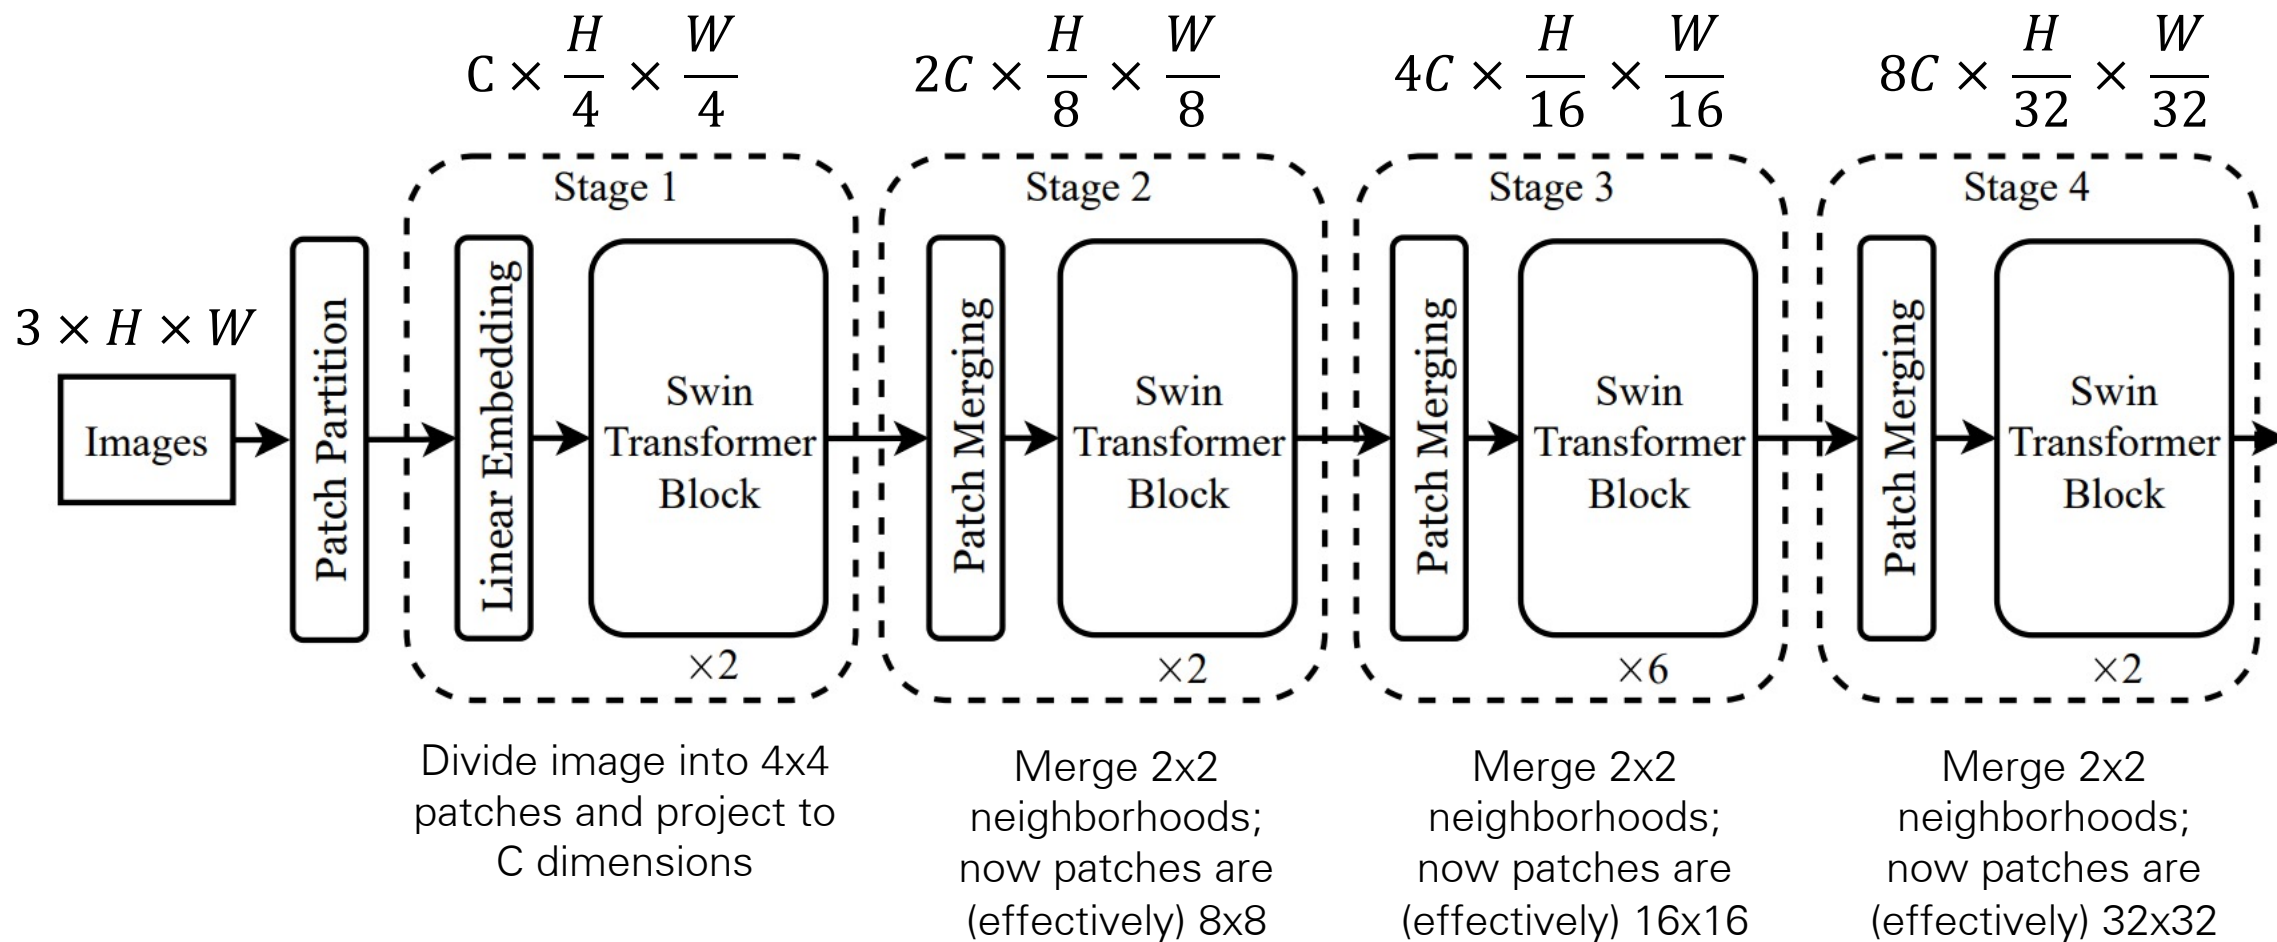 C × H/4 × W/4
2C × H/8 × W/8
4C × H/16 × W/16
8C × H/32 × W/32
3 × H × W
Images
Patch Partition
Stage 1
Linear Embedding
Swin
Transformer
Block
×2
Stage 2
Patch Merging
Swin
Transformer
Block
×2
Stage 3
Patch Merging
Swin
Transformer
Block
×6
Stage 4
Patch Merging
Swin
Transformer
Block
×2
Divide image into 4x4
patches and project to
C dimensions
Merge 2x2
neighborhoods;
now patches are
(effectively) 8x8
Merge 2x2
neighborhoods;
now patches are
(effectively) 16x16
Merge 2x2
neighborhoods;
now patches are
(effectively) 32x32